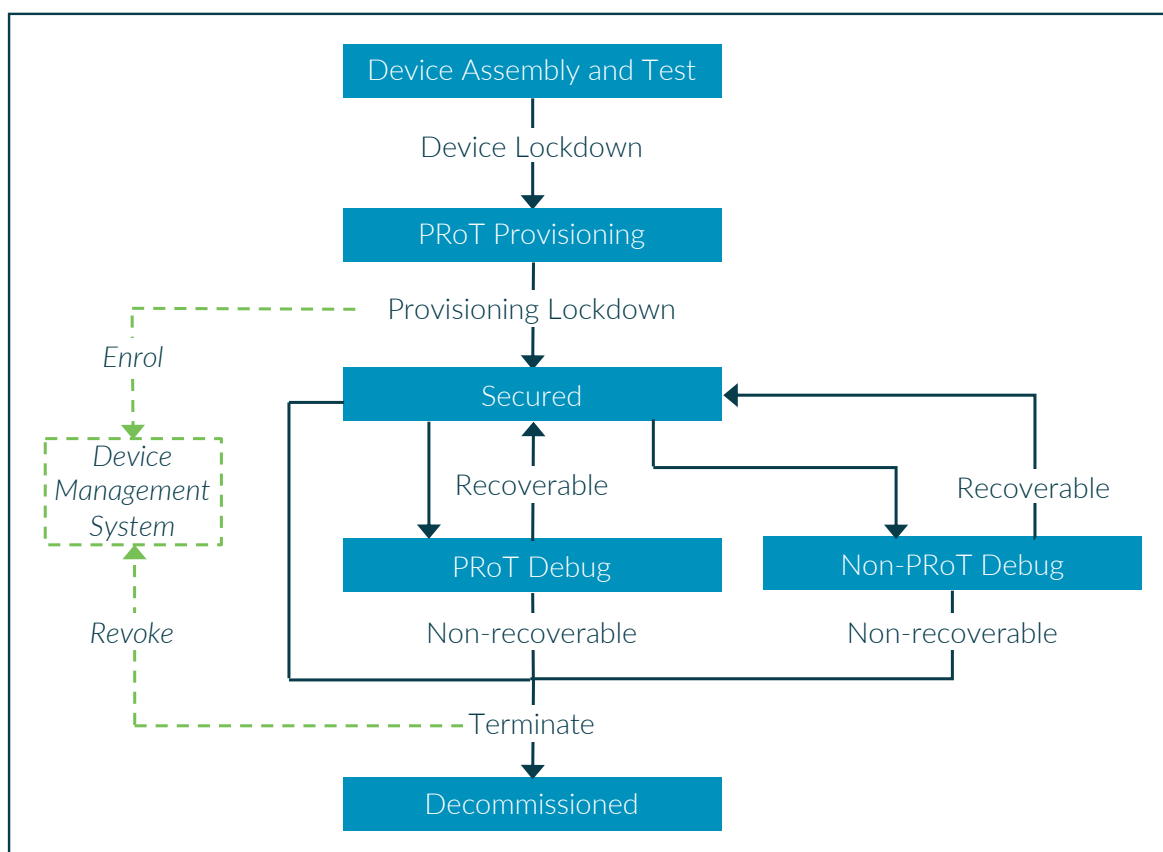 Device Assembly and Test
Device Lockdown
PRoT Provisioning
Provisioning Lockdown
Enrol
Secured
Device
Management
System
Recoverable
Recoverable
PRoT Debug
Non-PRoT Debug
Revoke
Non-recoverable
Non-recoverable
Terminate
Decommissioned